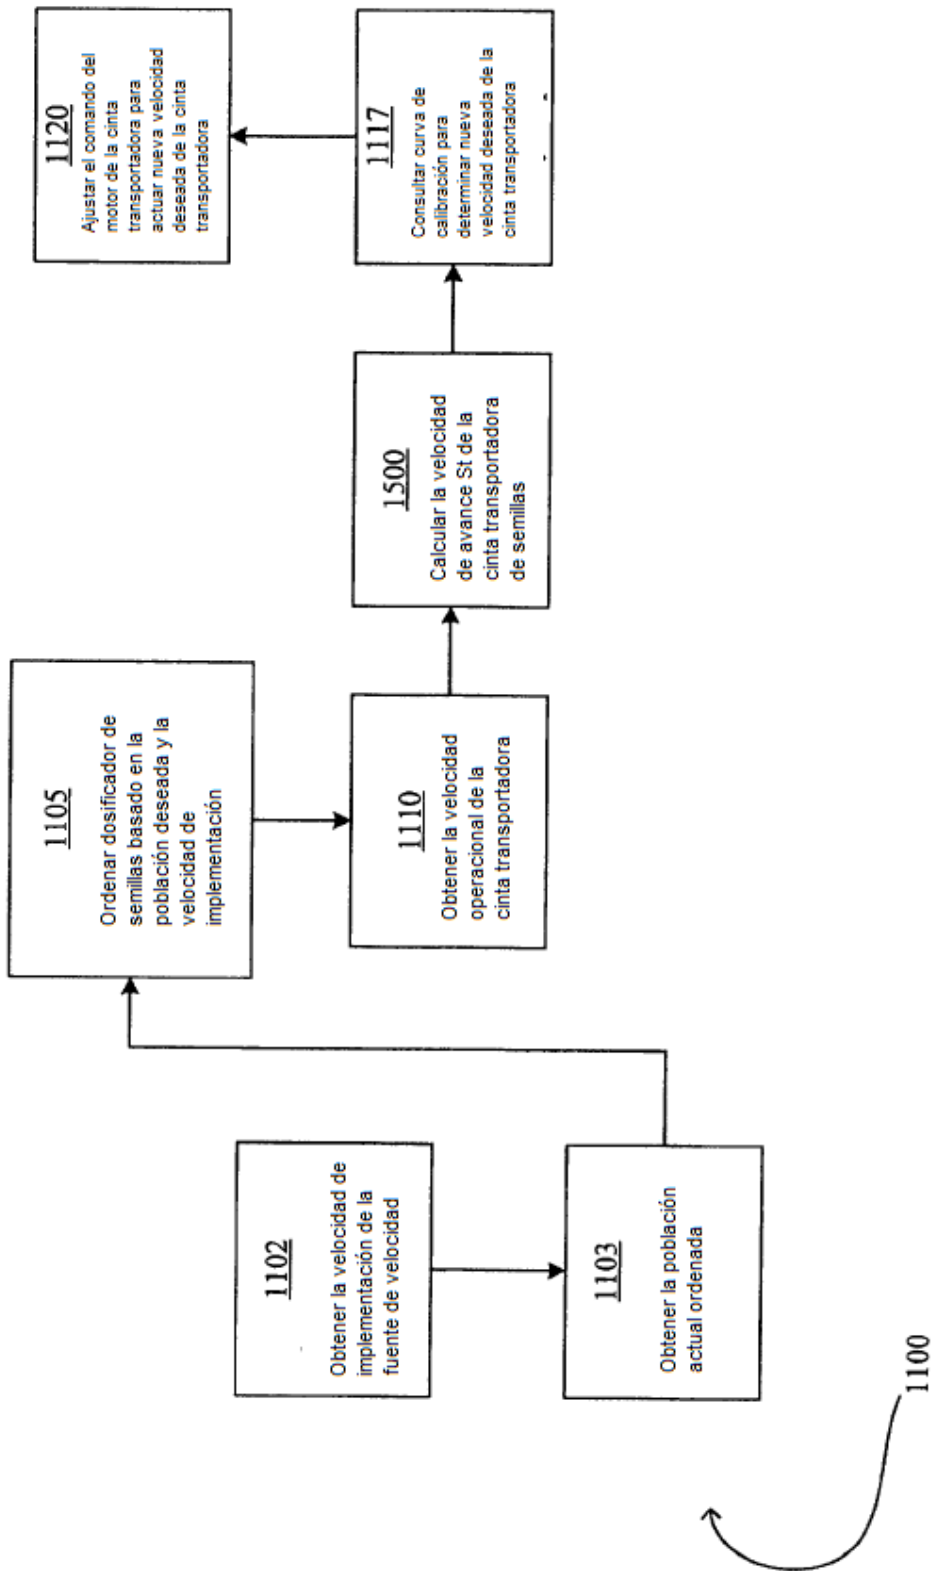 1102
Obtener la velocidad de
implementación de la
fuente de velocidad
1103
Obtener la población
actual ordenada
1105
Ordenar dosificador de
semillas basado en la
población deseada y la
velocidad de
implementación
1110
Obtener la velocidad
operacional de la
cinta transportadora
1500
Calcular la velocidad
de avance St de la
cinta transportadora
de semillas
1117
Consultar curva de
calibración para
determinar nueva
velocidad deseada de la
cinta transportadora
1120
Ajustar el comando del
motor de la cinta
transportadora para
actuar nueva velocidad
deseada de la cinta
transportadora
1100